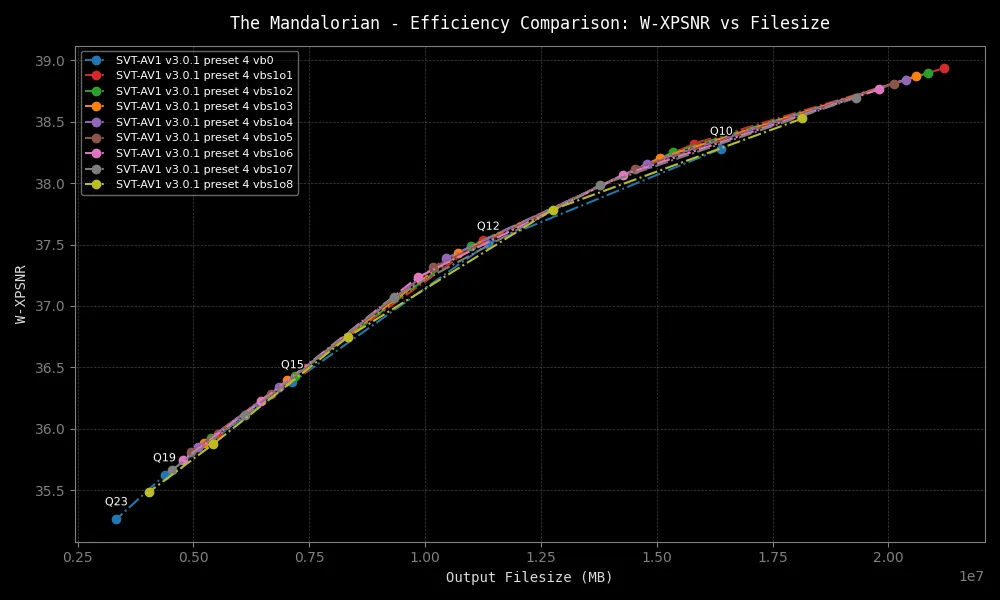 The Mandalorian - Efficiency Comparison: W-XPSNR vs Filesize
SVT-AV1 v3.0.1 preset 4 vb0
SVT-AV1 v3.0.1 preset 4 vbs1o1
SVT-AV1 v3.0.1 preset 4 vbs1o2
SVT-AV1 v3.0.1 preset 4 vbs1o3
SVT-AV1 v3.0.1 preset 4 vbs1o4
SVT-AV1 v3.0.1 preset 4 vbs1o5
SVT-AV1 v3.0.1 preset 4 vbs1o6
SVT-AV1 v3.0.1 preset 4 vbs1o7
SVT-AV1 v3.0.1 preset 4 vbs1o8
39.0
38.5
38.0
37.5
37.0
36.5
36.0
35.5
W-XPSNR
Q10
Q12
Q15
Q19
Q23
0.25 0.50 0.75 1.00 1.25 1.50 1.75 2.00
1e7
Output Filesize (MB)